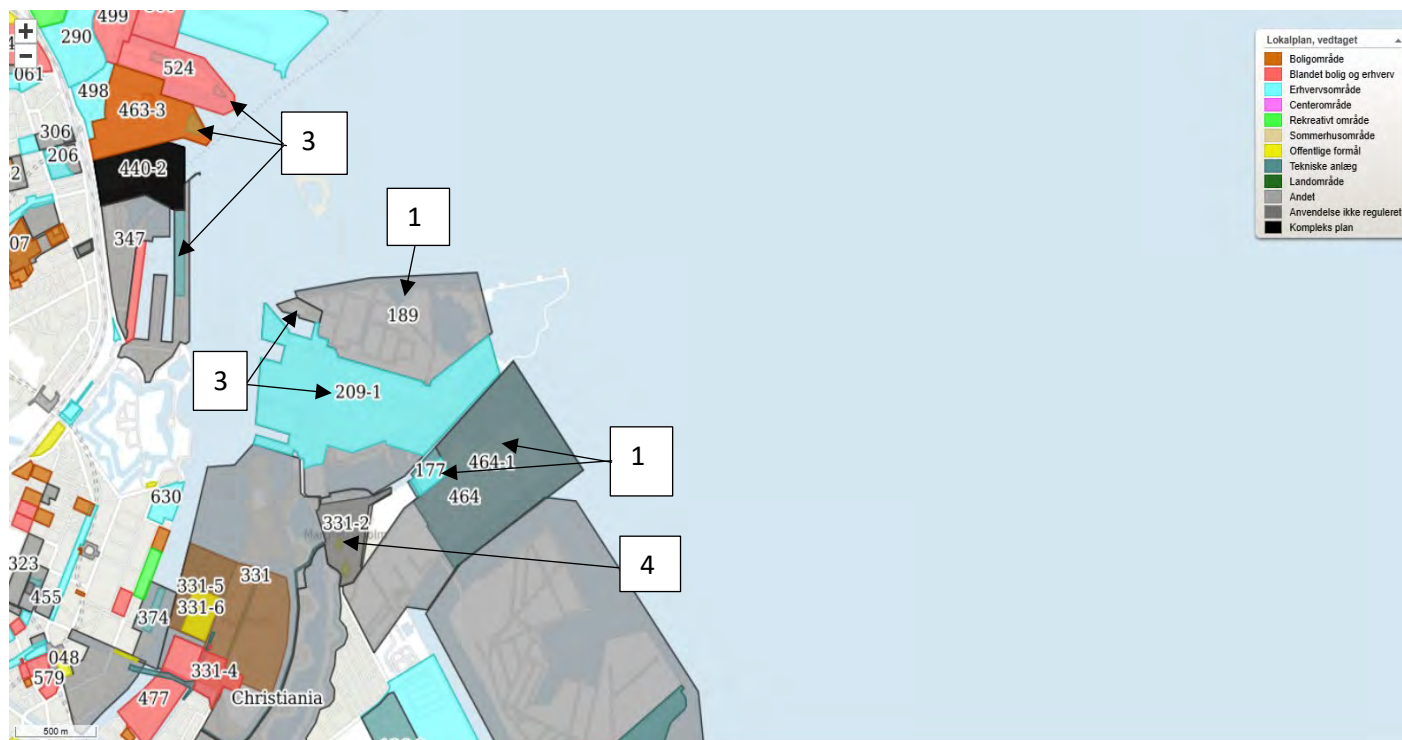 +
−
499
290
061
498
524
463-3
306
206
440-2
347
3
1
189
3
209-1
1
177
464-1
464
630
331-2
4
323
455
331-5
331
331-6
374
048
579
331-4
477
Christiania
500 m
Lokalplan, vedtaget
Boligområde
Blandet bolig og erhverv
Erhvervsområde
Centerområde
Rekreativt område
Sommerhusområde
Offentlige formål
Tekniske anlæg
Landområde
Andet
Anvendelse ikke reguleret
Kompleks plan